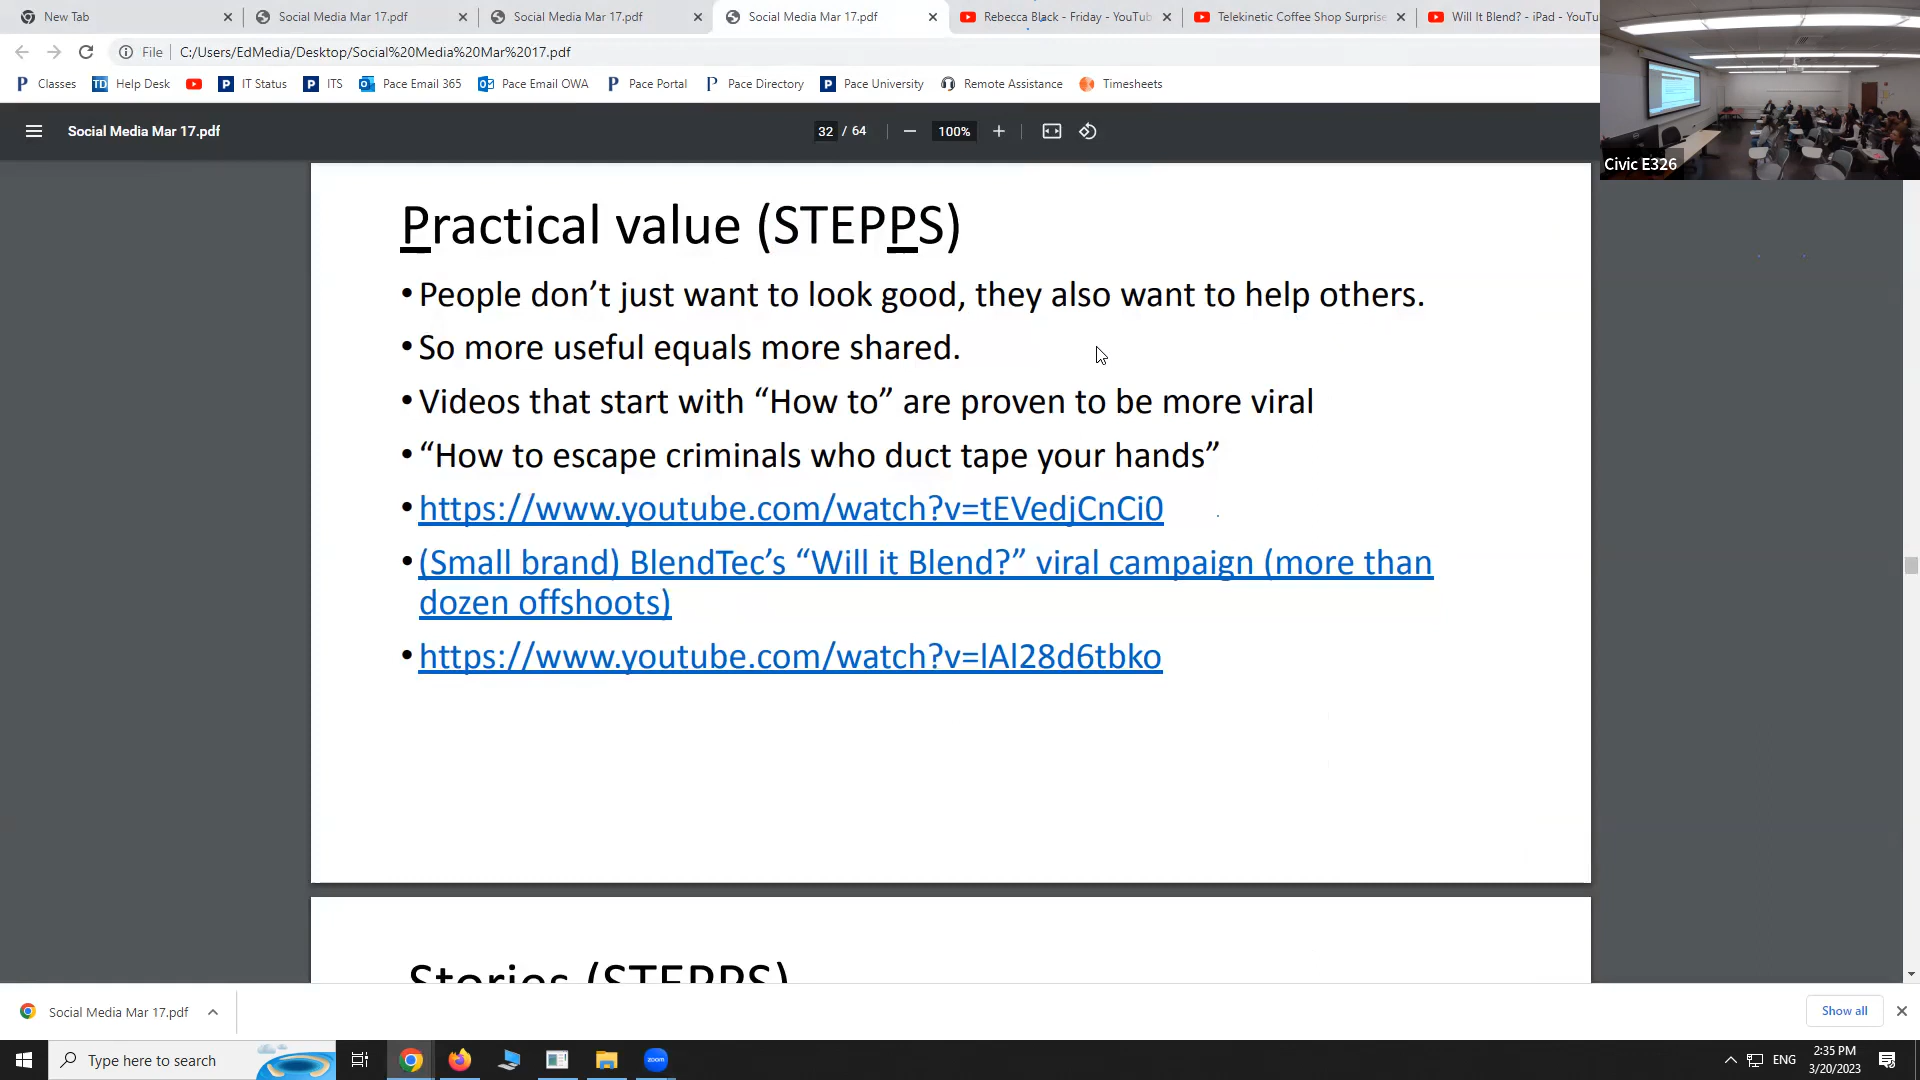 New Tab
Social Media Mar 17.pdf
Social Media Mar 17.pdf
Social Media Mar 17.pdf
Rebecca Black - Friday - YouTub
Telekinetic Coffee Shop Surprise
Will It Blend? - iPad - YouTu
File
C:/Users/EdMedia/Desktop/Social%20Media%20Mar%2017.pdf
Classes
TD Help Desk
IT Status
ITS
Pace Email 365
Pace Email OWA
Pace Portal
Pace Directory
Pace University
Remote Assistance
Timesheets
Social Media Mar 17.pdf
32 / 64
100%
Civic E326
Practical value (STEPPS)
• People don’t just want to look good, they also want to help others.
• So more useful equals more shared.
• Videos that start with “How to” are proven to be more viral
• “How to escape criminals who duct tape your hands”
• https://www.youtube.com/watch?v=tEVedjCnCi0
• (Small brand) BlendTec’s “Will it Blend?” viral campaign (more than
dozen offshoots)
• https://www.youtube.com/watch?v=lAl28d6tbko
Stories (STEPPS)
Social Media Mar 17.pdf
Show all
Type here to search
zoom
ENG
2:35 PM
3/20/2023